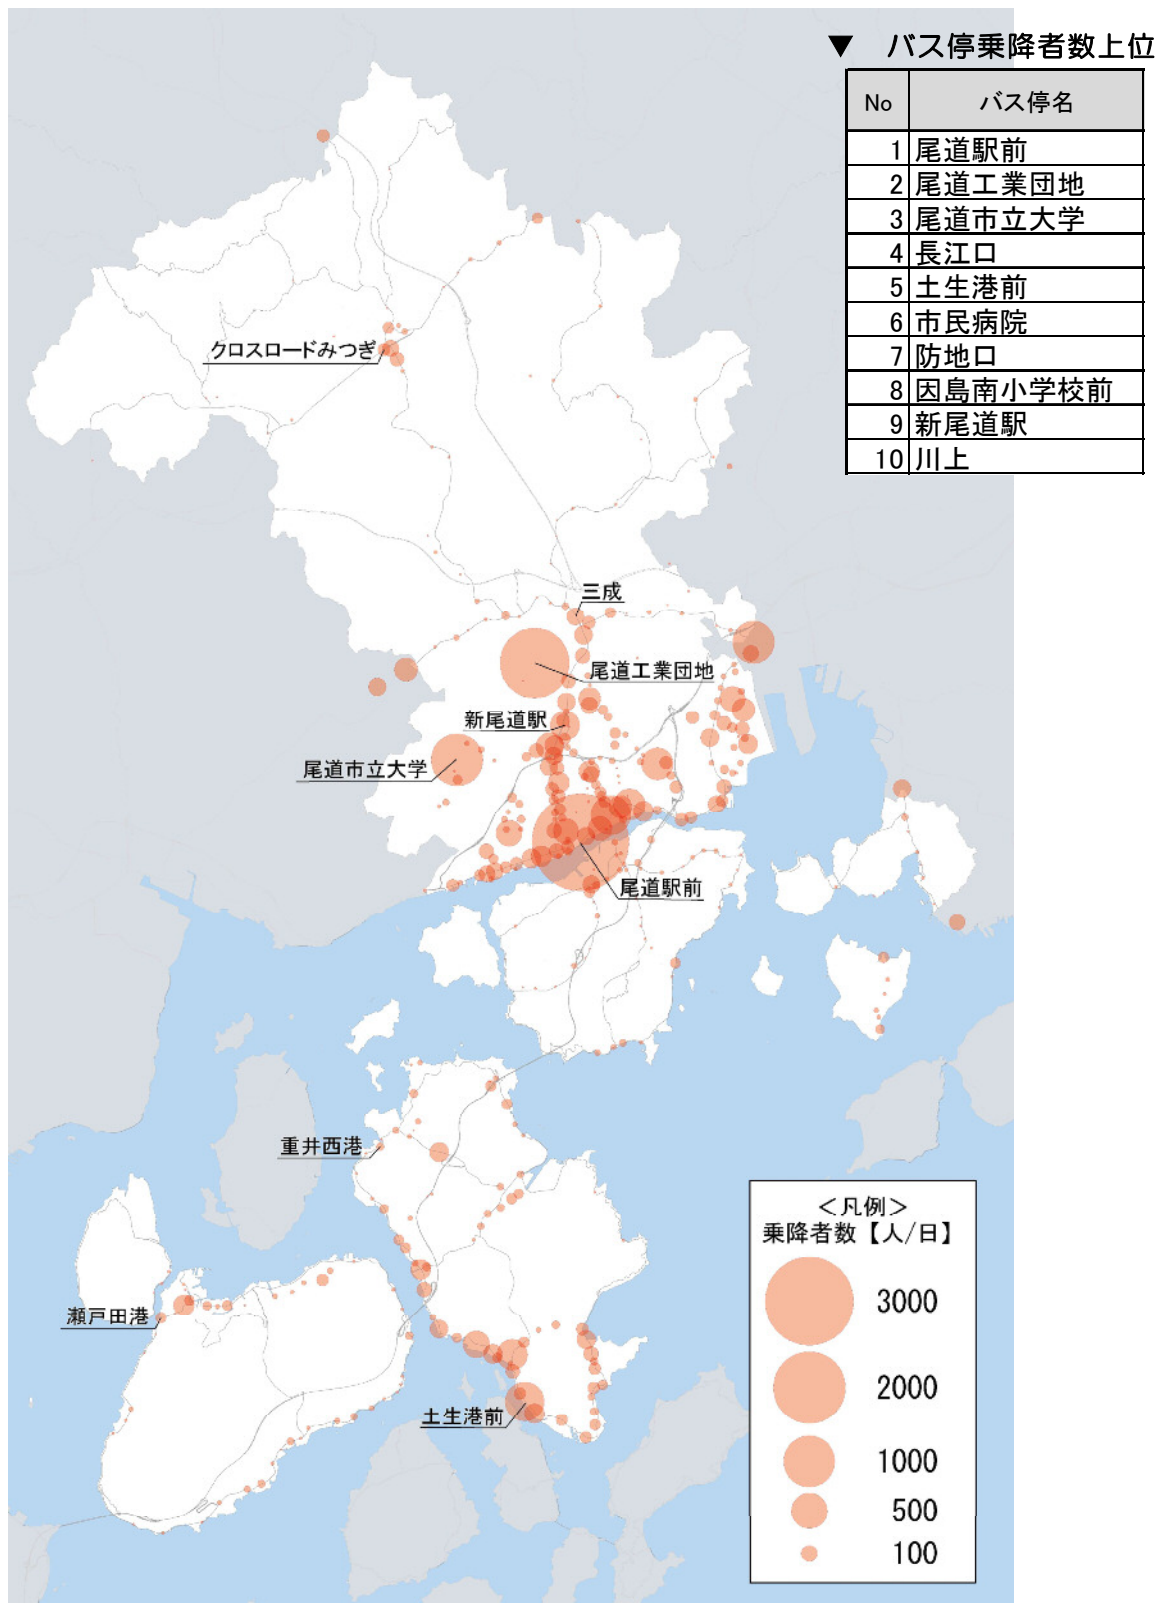 ▼ バス停乗降者数上位
No バス停名
1 尾道駅前
2 尾道工業団地
3 尾道市立大学
4 長江口
5 土生港前
6 市民病院
7 防地口
8 因島南小学校前
9 新尾道駅
10 川上
クロスロードみつぎ
三成
尾道工業団地
新尾道駅
尾道市立大学
尾道駅前
重井西港
瀬戸田港
土生港前
＜凡例＞
乗降者数【人/日】
3000
2000
1000
500
100